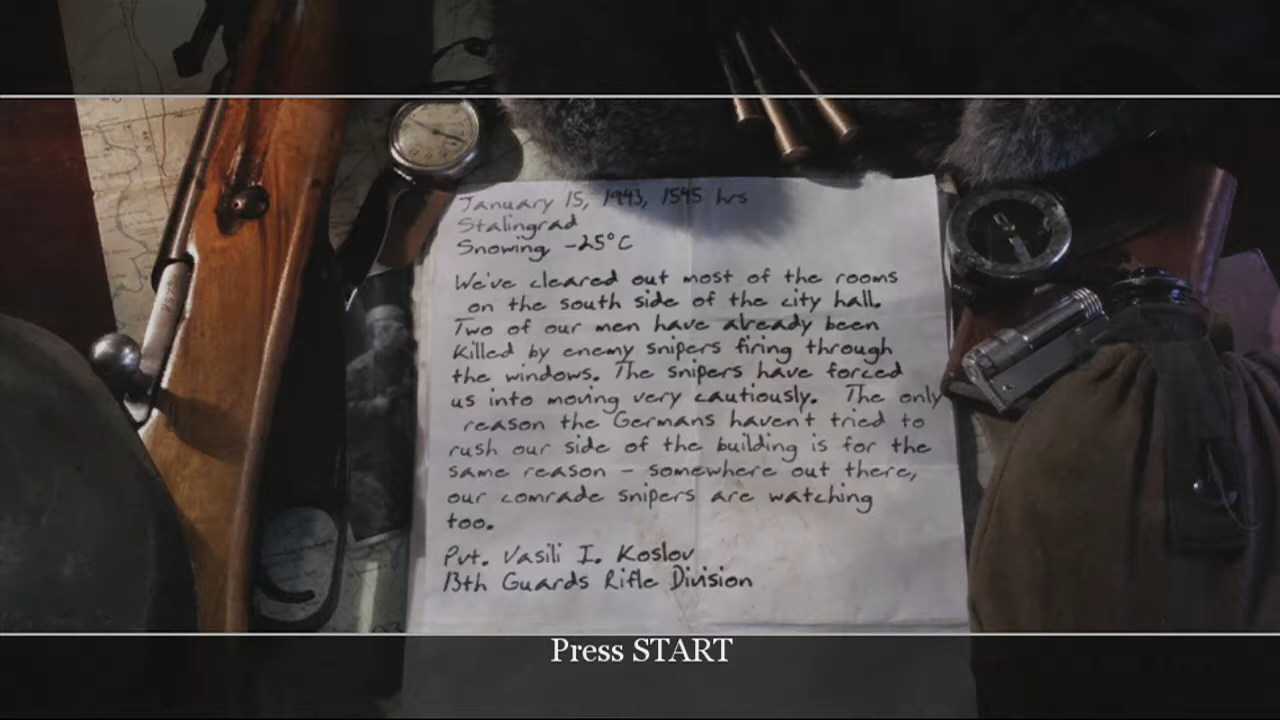 January 15, 1943, 1545 hrs
Stalingrad
Snowing -25°C
We've cleared out most of the rooms
on the south side of the city hall.
Two of our men have already been
killed by enemy snipers firing through
the windows. The snipers have forced
us into moving very cautiously. The only
reason the Germans haven't tried to
rush our side of the building is for the
same reason - somewhere out there,
our comrade snipers are watching
too.
Pvt. Vasili I. Koslov
13th Guards Rifle Division
Press START